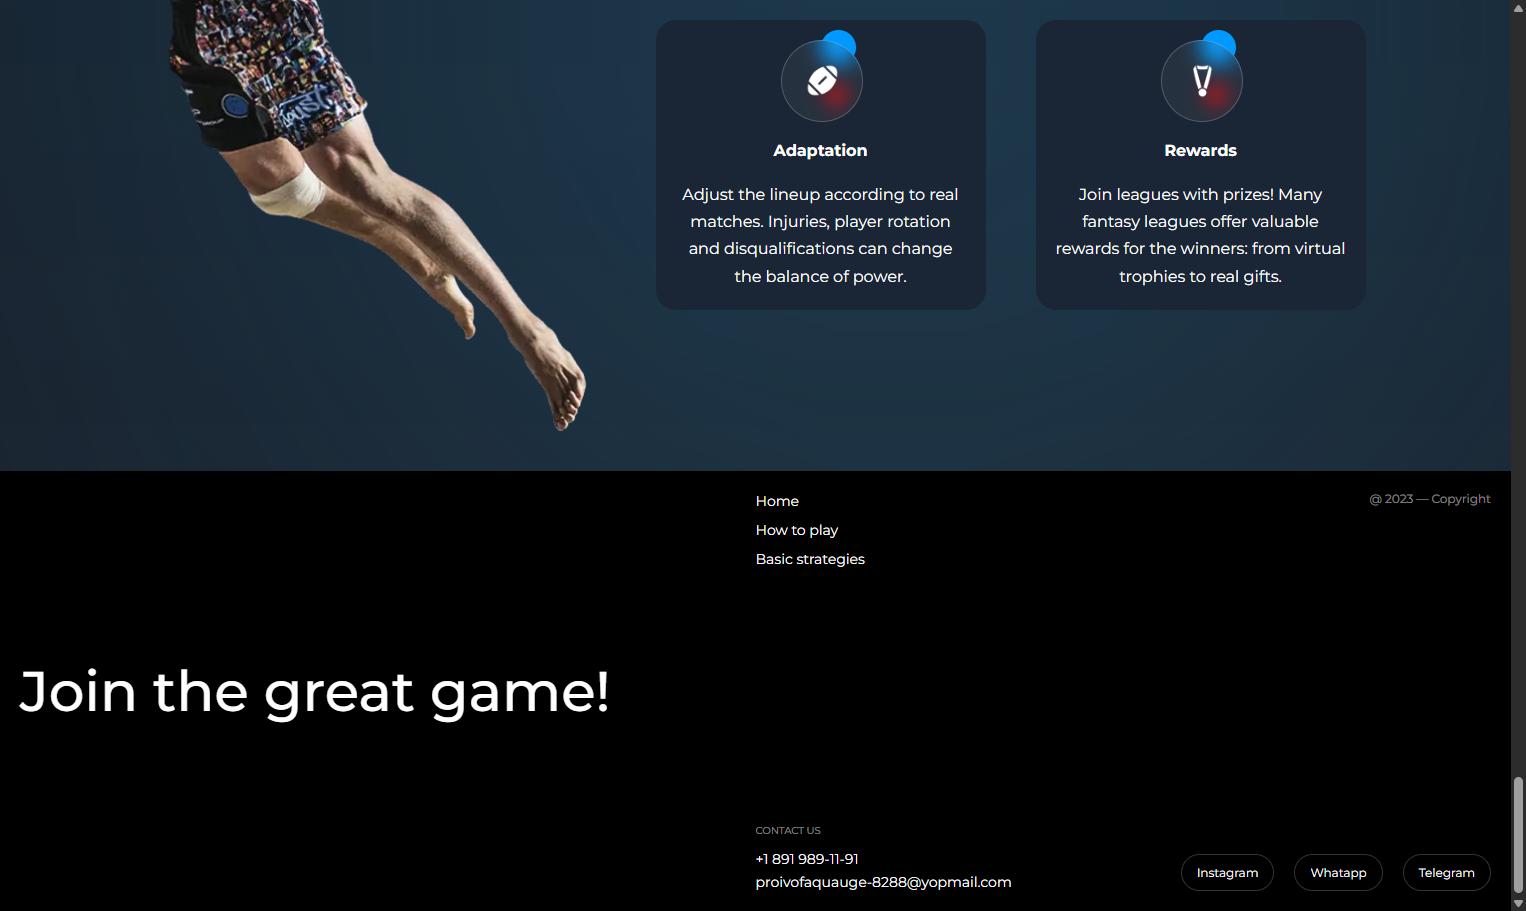 Adaptation
Adjust the lineup according to real
matches. Injuries, player rotation
and disqualifications can change
the balance of power.
Rewards
Join leagues with prizes! Many
fantasy leagues offer valuable
rewards for the winners: from virtual
trophies to real gifts.
Home
How to play
Basic strategies
@ 2023 — Copyright
Join the great game!
CONTACT US
+1 891 989-11-91
proivofaquauge-8288@yopmail.com
Instagram
Whatapp
Telegram